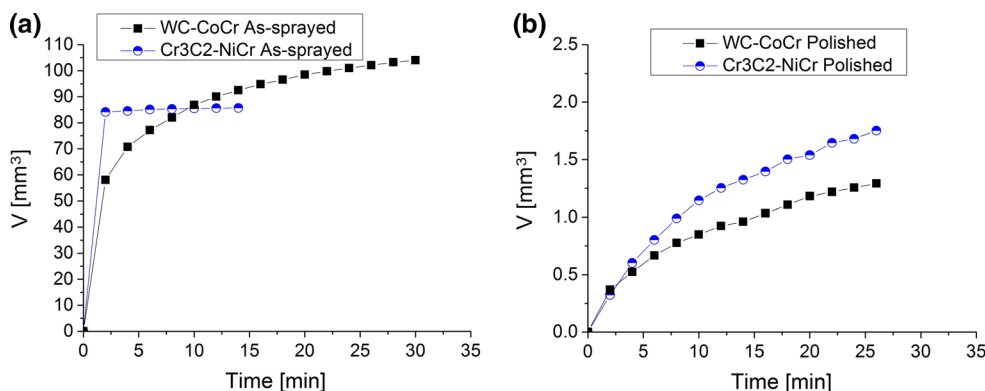 (a)
WC-CoCr As-sprayed
Cr3C2-NiCr As-sprayed
V [mm³]
110
100
90
80
70
60
50
40
30
20
10
0
0 5 10 15 20 25 30 35
Time [min]
(b)
WC-CoCr Polished
Cr3C2-NiCr Polished
V [mm³]
2.5
2.0
1.5
1.0
0.5
0.0
0 5 10 15 20 25 30 35
Time [min]